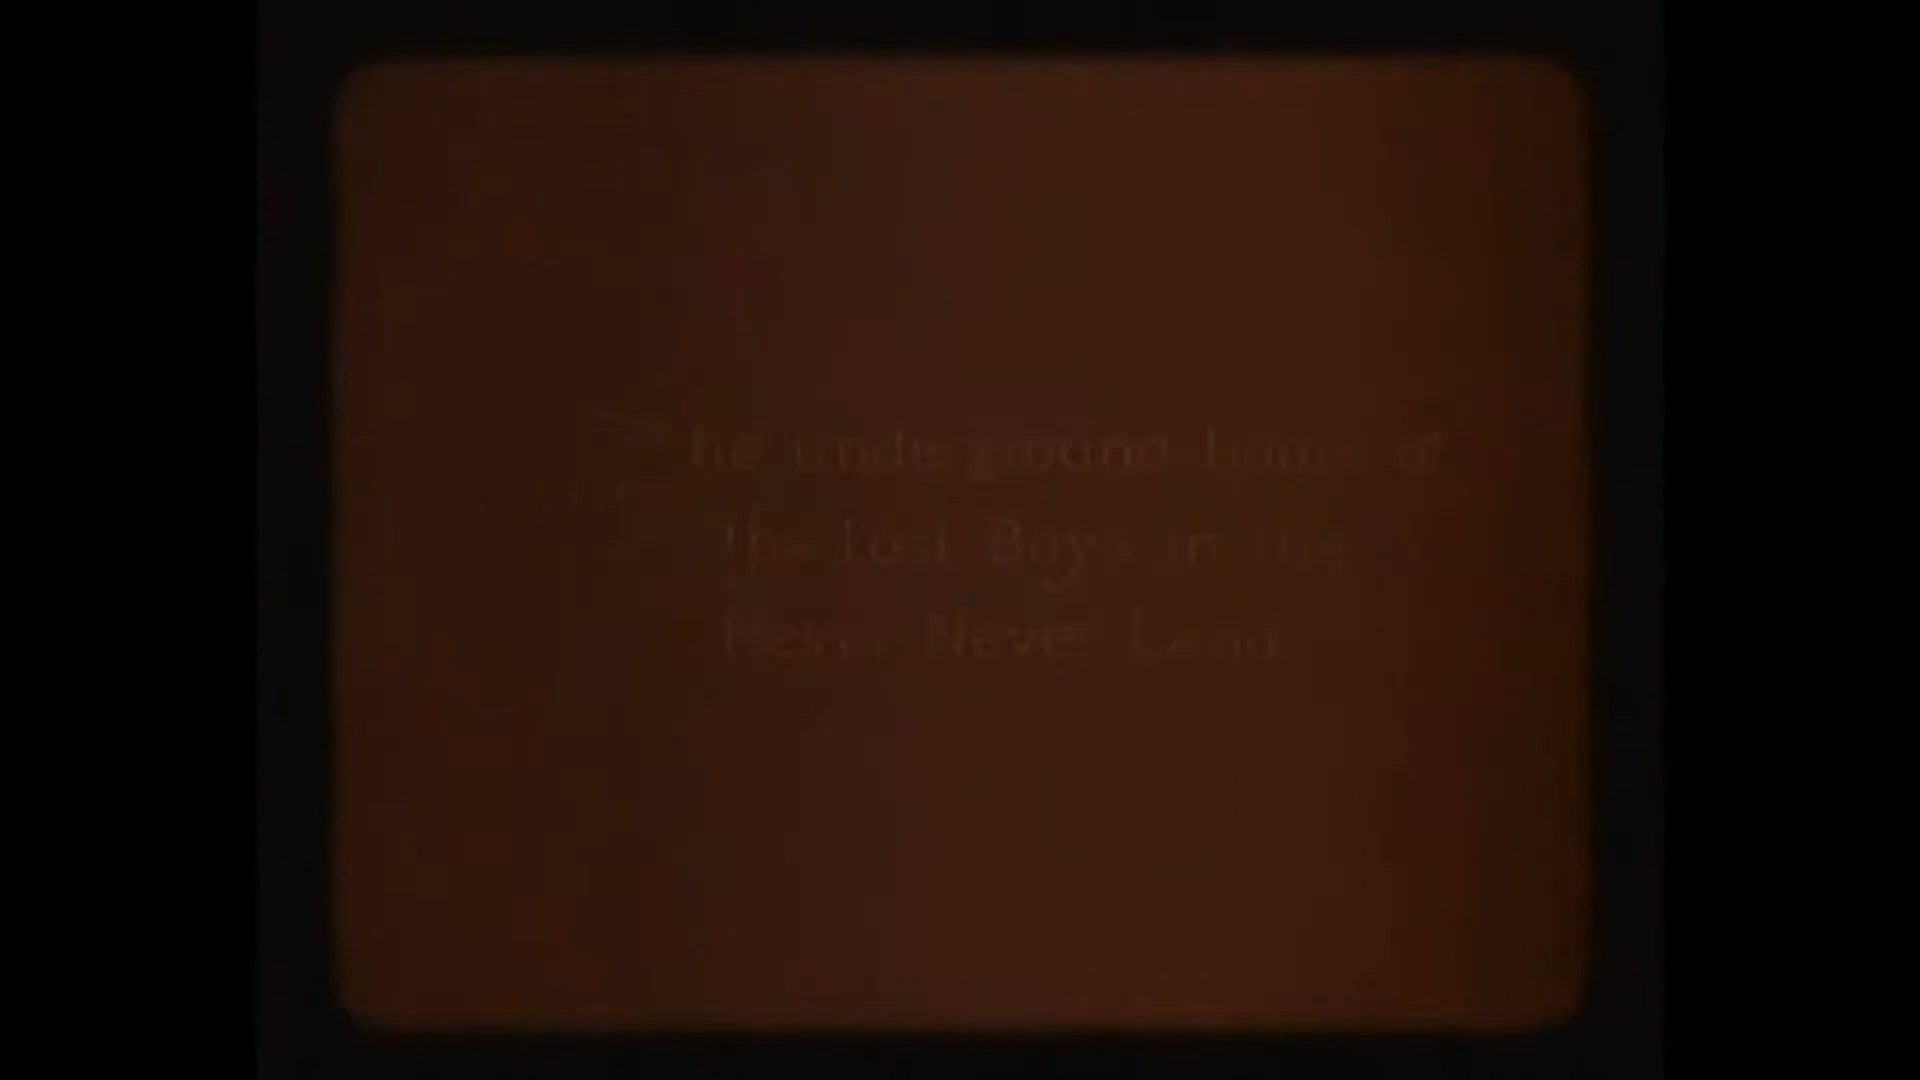 The underground home of
the Lost Boys in the
Never Never Land